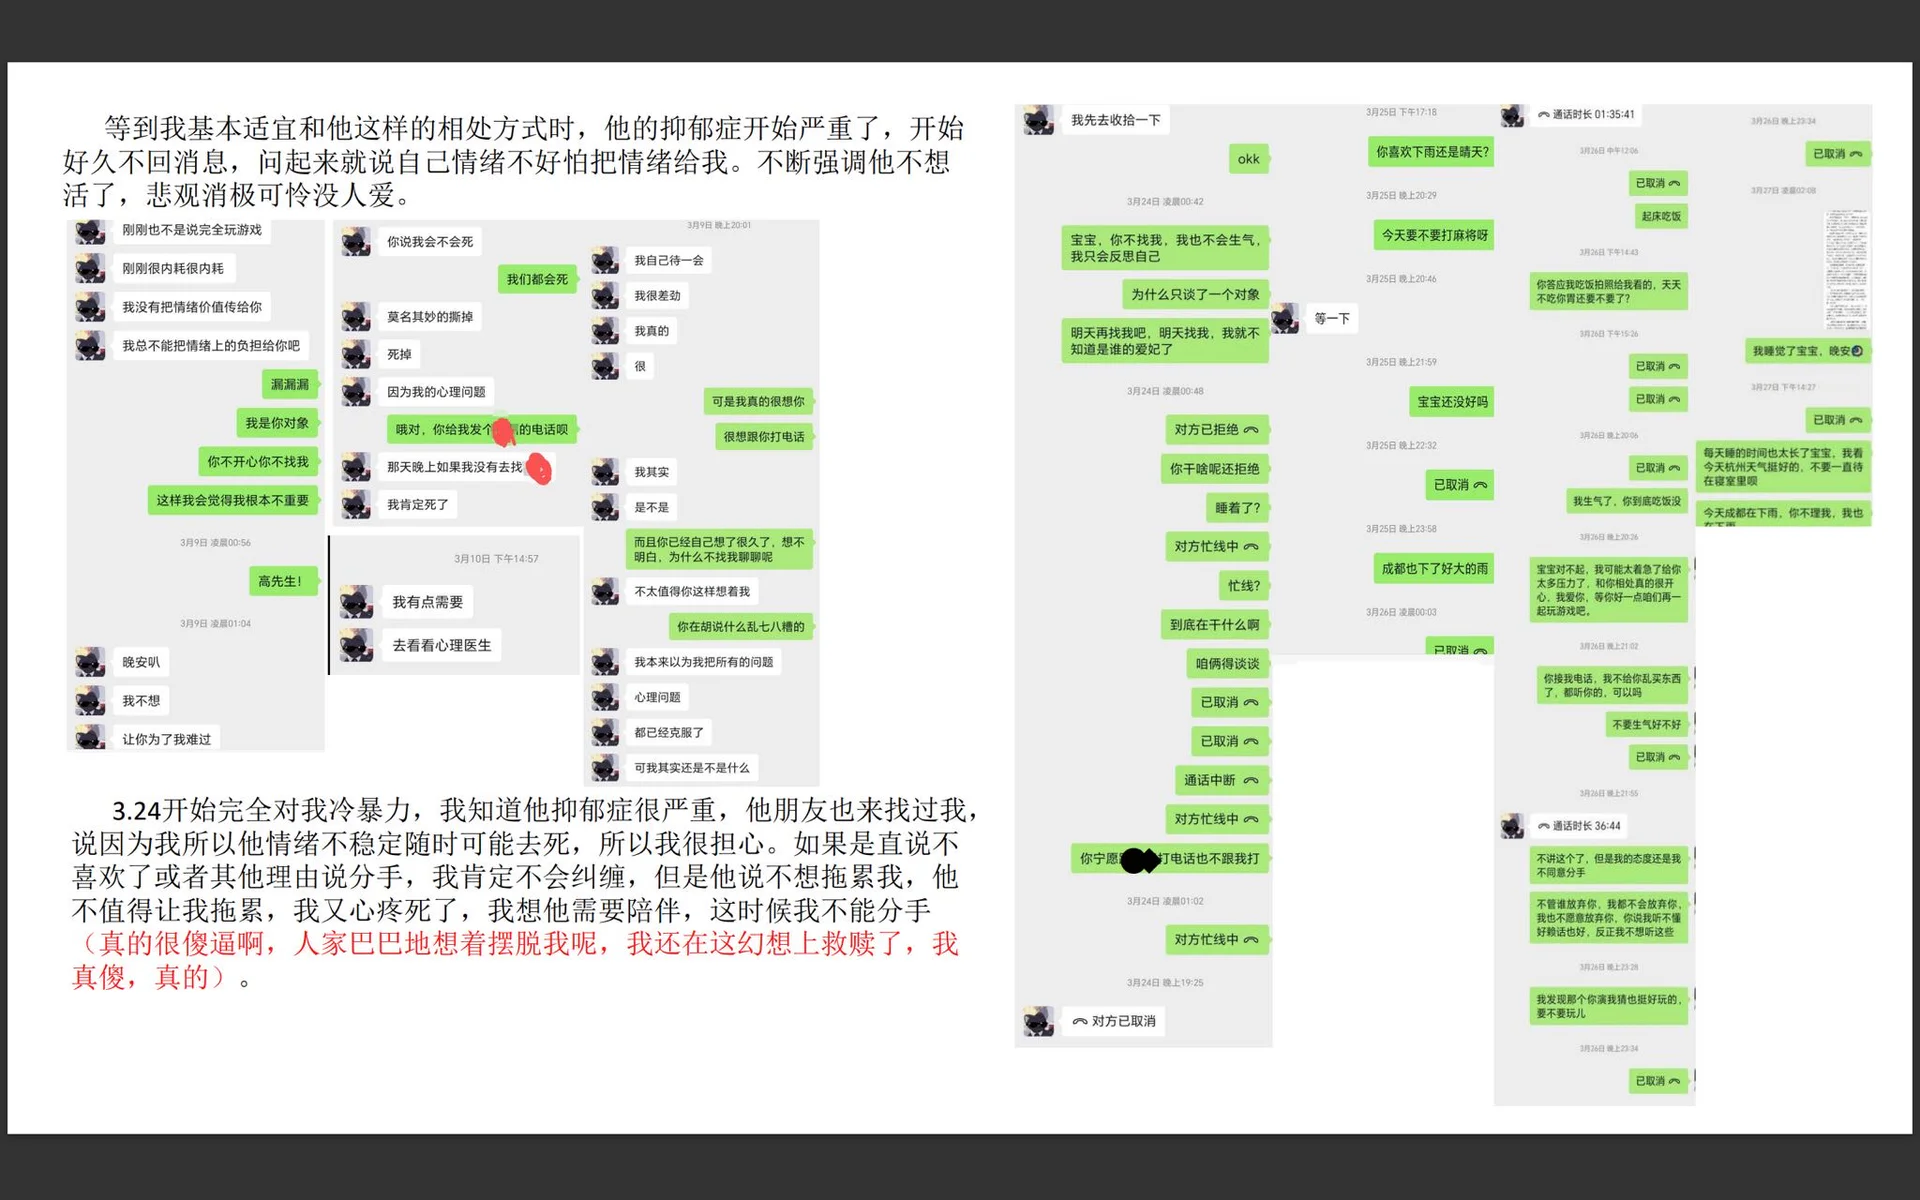 等到我基本适宜和他这样的相处方式时，他的抑郁症开始严重了，开始
好久不回消息，问起来就说自己情绪不好怕把情绪给我。不断强调他不想
活了，悲观消极可怜没人爱。
刚刚也不是说完全玩游戏
刚刚很内耗很内耗
我没有把情绪价值传给你
我总不能把情绪上的负担给你吧
漏漏漏
我是你对象
你不开心你不找我
这样我会觉得我根本不重要
3月9日 凌晨00:56
高先生！
3月9日 凌晨01:04
晚安叭
我不想
让你为了我难过
你说我会不会死
我们都会死
莫名其妙的撕掉
死掉
因为我的心理问题
哦对，你给我发个 的电话呗
那天晚上如果我没有去找
我肯定死了
3月10日 下午14:57
我有点需要
去看看心理医生
3月9日 晚上20:01
我自己待一会
我很差劲
我真的
很
可是我真的很想你
很想跟你打电话
我其实
是不是
而且你已经自己想了很久了，想不
明白，为什么不找我聊聊呢
不太值得你这样想着我
你在胡说什么乱七八糟的
我本来以为我把所有的问题
心理问题
都已经克服了
可我其实还是不是什么
3.24开始完全对我冷暴力，我知道他抑郁症很严重，他朋友也来找过我，
说因为我所以他情绪不稳定随时可能去死，所以我很担心。如果是直说不
喜欢了或者其他理由说分手，我肯定不会纠缠，但是他说不想拖累我，他
不值得让我拖累，我又心疼死了，我想他需要陪伴，这时候我不能分手
（真的很傻逼啊，人家巴巴地想着摆脱我呢，我还在这幻想上救赎了，我
真傻，真的）。
我先去收拾一下
okk
3月24日 凌晨00:42
宝宝，你不找我，我也不会生气，
我只会反思自己
为什么只谈了一个对象
明天再找我吧，明天找我，我就不
知道是谁的爱妃了
3月24日 凌晨00:48
对方已拒绝
你干啥呢还拒绝
睡着了？
对方忙线中
忙线？
到底在干什么啊
咱俩得谈谈
已取消
已取消
通话中断
对方忙线中
你宁愿 打电话也不跟我打
3月24日 凌晨01:02
对方忙线中
3月24日 晚上19:25
对方已取消
3月25日 下午17:18
你喜欢下雨还是晴天？
3月25日 晚上20:29
今天要不要打麻将呀
3月25日 晚上20:46
等一下
3月25日 晚上21:59
宝宝还没好吗
3月25日 晚上22:32
已取消
3月25日 晚上23:58
成都也下了好大的雨
3月26日 凌晨00:03
已取消
通话时长 01:35:41
3月26日 中午12:06
已取消
起床吃饭
3月26日 下午14:43
你答应我吃饭拍照给我看的，天天
不吃你胃还要不要了？
3月26日 下午15:26
已取消
已取消
3月26日 晚上20:06
已取消
我生气了，你到底吃饭没
3月26日 晚上20:26
宝宝对不起，我可能太着急了给你
太多压力了，和你相处真的很开
心，我爱你，等你好一点咱们再一
起玩游戏吧。
3月26日 晚上21:02
你接我电话，我不给你乱买东西
了，都听你的，可以吗
不要生气好不好
已取消
3月26日 晚上21:55
通话时长 36:44
不讲这个了，但是我的态度还是我
不同意分手
不管谁放弃你，我都不会放弃你，
我也不愿意放弃你，你说我听不懂
好赖话也好，反正我不想听这些
3月26日 晚上23:28
我发现那个你演我猜也挺好玩的，
要不要玩儿
3月26日 晚上23:34
已取消
3月26日 晚上23:34
已取消
3月27日 凌晨02:08
我睡觉了宝宝，晚安
3月27日 下午14:27
已取消
每天睡的时间也太长了宝宝，我看
今天杭州天气挺好的，不要一直待
在寝室里呗
今天成都在下雨，你不理我，我也
在下雨